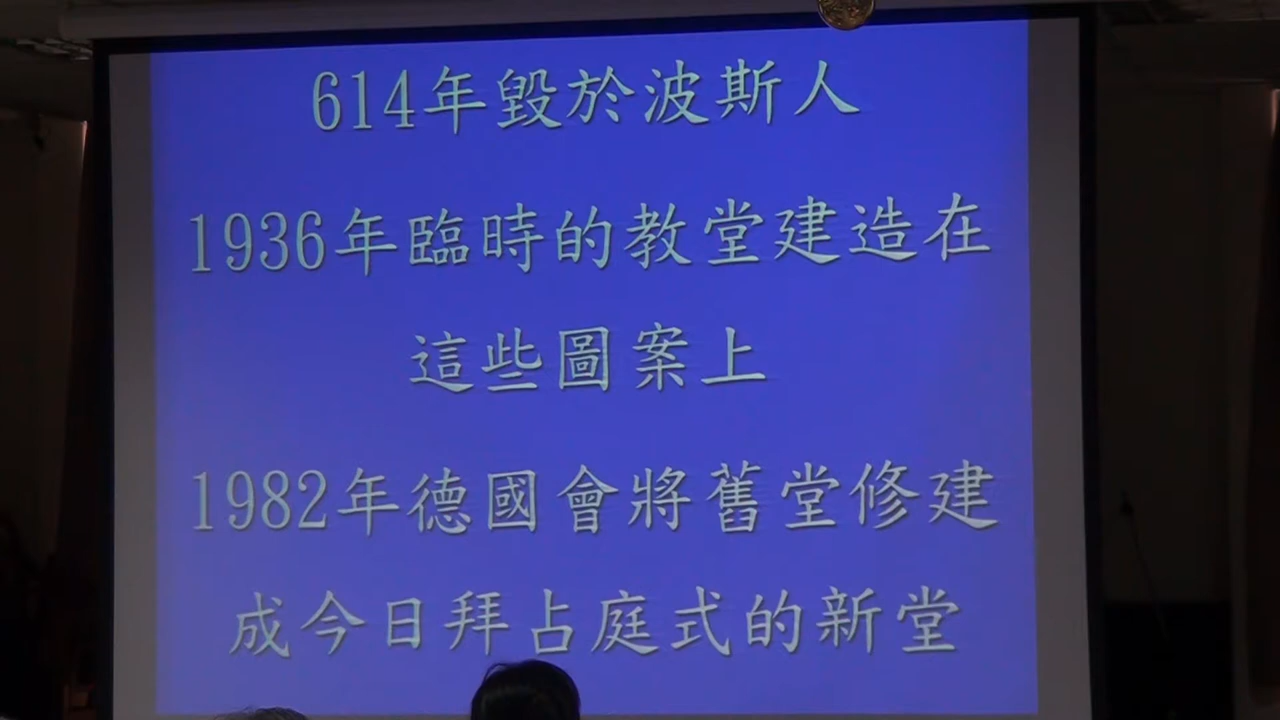 614年毀於波斯人
1936年臨時的教堂建造在
這些圖案上
1982年德國會將舊堂修建
成今日拜占庭式的新堂